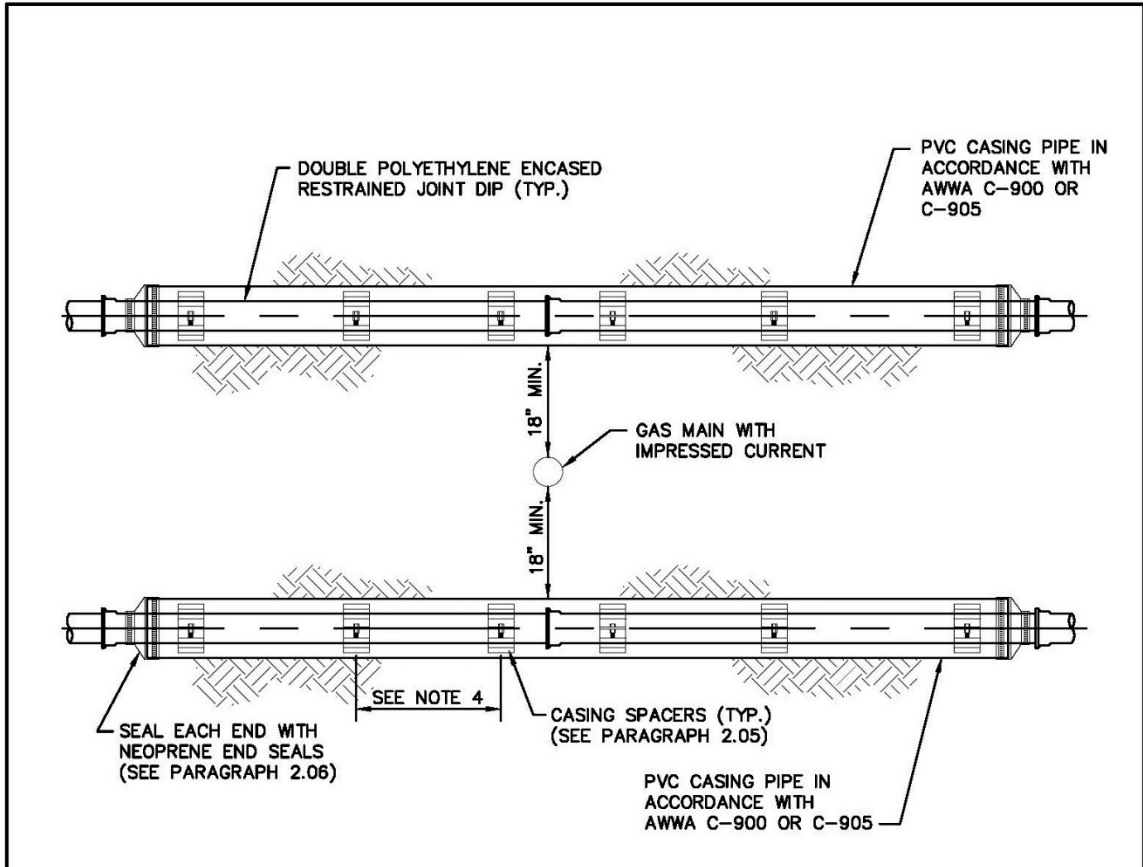 DOUBLE POLYETHYLENE ENCASED
RESTRAINED JOINT DIP (TYP.)
PVC CASING PIPE IN
ACCORDANCE WITH
AWWA C-900 OR
C-905
18" MIN.
GAS MAIN WITH
IMPRESSED CURRENT
18" MIN.
SEE NOTE 4
SEAL EACH END WITH
NEOPRENE END SEALS
(SEE PARAGRAPH 2.06)
CASING SPACERS (TYP.)
(SEE PARAGRAPH 2.05)
PVC CASING PIPE IN
ACCORDANCE WITH
AWWA C-900 OR C-905